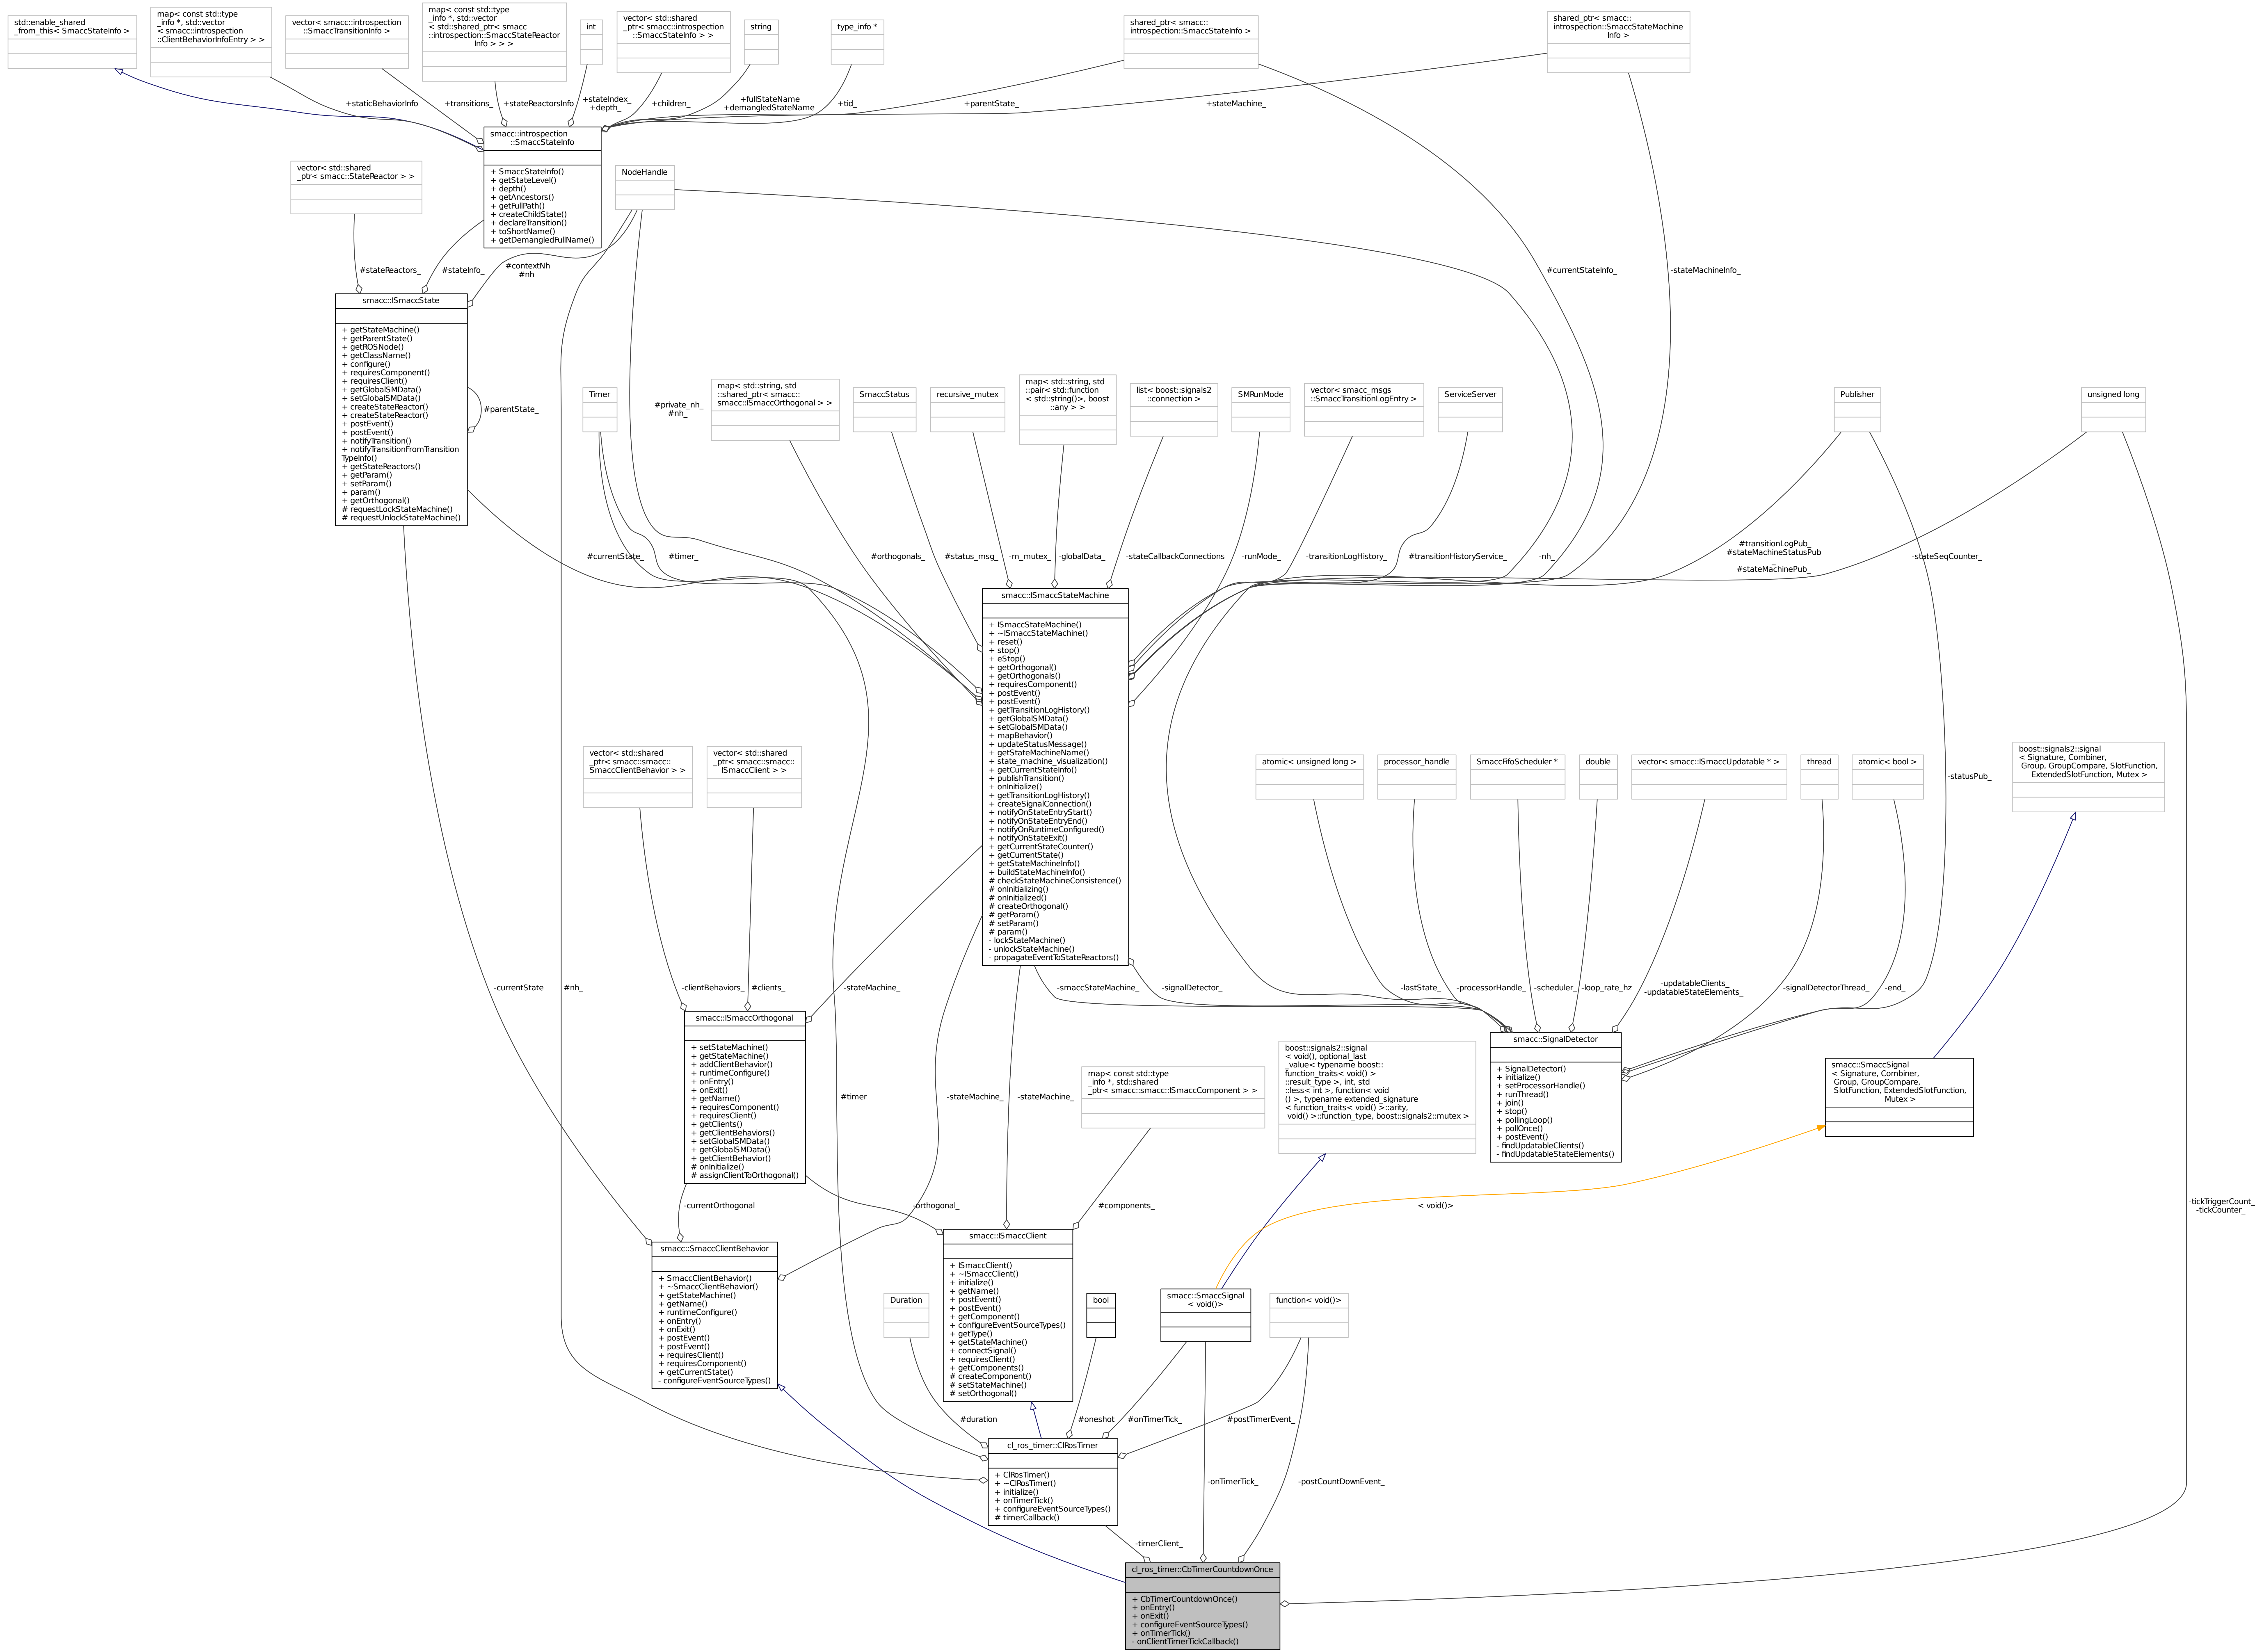 std::enable_shared
_from_this< SmaccStateInfo >
map< const std::type
_info *, std::vector
< smacc::introspection
::ClientBehaviorInfoEntry > >
vector< smacc::introspection
::SmaccTransitionInfo >
map< const std::type
_info *, std::vector
< std::shared_ptr< smacc
::introspection::SmaccStateReactor
Info > > >
int
vector< std::shared
_ptr< smacc::introspection
::SmaccStateInfo > >
string
type_info *
shared_ptr< smacc::
introspection::SmaccStateInfo >
shared_ptr< smacc::
introspection::SmaccStateMachine
Info >
+staticBehaviorInfo
+transitions_
+stateReactorsInfo
+stateIndex_
+depth_
+children_
+fullStateName
+demangledStateName
+tid_
+parentState_
+stateMachine_
smacc::introspection
::SmaccStateInfo
+ SmaccStateInfo()
+ getStateLevel()
+ depth()
+ getAncestors()
+ getFullPath()
+ createChildState()
+ declareTransition()
+ toShortName()
+ getDemangledFullName()
vector< std::shared
_ptr< smacc::StateReactor > >
NodeHandle
#stateReactors_
#stateInfo_
#contextNh
#nh
#currentStateInfo_
-stateMachineInfo_
smacc::ISmaccState
+ getStateMachine()
+ getParentState()
+ getROSNode()
+ getClassName()
+ configure()
+ requiresComponent()
+ requiresClient()
+ getGlobalSMData()
+ setGlobalSMData()
+ createStateReactor()
+ createStateReactor()
+ postEvent()
+ postEvent()
+ notifyTransition()
+ notifyTransitionFromTransition
TypeInfo()
+ getStateReactors()
+ getParam()
+ setParam()
+ param()
+ getOrthogonal()
# requestLockStateMachine()
# requestUnlockStateMachine()
#parentState_
Timer
#private_nh_
#nh_
map< std::string, std
::shared_ptr< smacc::
smacc::ISmaccOrthogonal > >
SmaccStatus
recursive_mutex
map< std::string, std
::pair< std::function
< std::string()>, boost
::any > >
list< boost::signals2
::connection >
SMRunMode
vector< smacc_msgs
::SmaccTransitionLogEntry >
ServiceServer
Publisher
unsigned long
#currentState_
#timer_
#orthogonals_
#status_msg_
-m_mutex_
-globalData_
-stateCallbackConnections
-runMode_
-transitionLogHistory_
#transitionHistoryService_
-nh_
#transitionLogPub_
#stateMachineStatusPub
_
#stateMachinePub_
-stateSeqCounter_
smacc::ISmaccStateMachine
+ ISmaccStateMachine()
+ ~ISmaccStateMachine()
+ reset()
+ stop()
+ eStop()
+ getOrthogonal()
+ getOrthogonals()
+ requiresComponent()
+ postEvent()
+ postEvent()
+ getTransitionLogHistory()
+ getGlobalSMData()
+ setGlobalSMData()
+ mapBehavior()
+ updateStatusMessage()
+ getStateMachineName()
+ state_machine_visualization()
+ getCurrentStateInfo()
+ publishTransition()
+ onInitialize()
+ getTransitionLogHistory()
+ createSignalConnection()
+ notifyOnStateEntryStart()
+ notifyOnStateEntryEnd()
+ notifyOnRuntimeConfigured()
+ notifyOnStateExit()
+ getCurrentStateCounter()
+ getCurrentState()
+ getStateMachineInfo()
+ buildStateMachineInfo()
# checkStateMachineConsistence()
# onInitializing()
# onInitialized()
# createOrthogonal()
# getParam()
# setParam()
# param()
- lockStateMachine()
- unlockStateMachine()
- propagateEventToStateReactors()
vector< std::shared
_ptr< smacc::smacc::
SmaccClientBehavior > >
vector< std::shared
_ptr< smacc::smacc::
ISmaccClient > >
atomic< unsigned long >
processor_handle
SmaccFifoScheduler *
double
vector< smacc::ISmaccUpdatable * >
thread
atomic< bool >
-statusPub_
boost::signals2::signal
< Signature, Combiner,
Group, GroupCompare, SlotFunction,
ExtendedSlotFunction, Mutex >
-currentState
#nh_
-clientBehaviors_
#clients_
-stateMachine_
-smaccStateMachine_
-signalDetector_
-lastState_
-processorHandle_
-scheduler_
-loop_rate_hz
-updatableClients_
-updatableStateElements_
-signalDetectorThread_
-end_
smacc::ISmaccOrthogonal
+ setStateMachine()
+ getStateMachine()
+ addClientBehavior()
+ runtimeConfigure()
+ onEntry()
+ onExit()
+ getName()
+ requiresComponent()
+ requiresClient()
+ getClients()
+ getClientBehaviors()
+ setGlobalSMData()
+ getGlobalSMData()
+ getClientBehavior()
# onInitialize()
# assignClientToOrthogonal()
#timer
-stateMachine_
-stateMachine_
map< const std::type
_info *, std::shared
_ptr< smacc::smacc::ISmaccComponent > >
boost::signals2::signal
< void(), optional_last
_value< typename boost::
function_traits< void() >
::result_type >, int, std
::less< int >, function< void
() >, typename extended_signature
< function_traits< void() >::arity,
void() >::function_type, boost::signals2::mutex >
smacc::SignalDetector
+ SignalDetector()
+ initialize()
+ setProcessorHandle()
+ runThread()
+ join()
+ stop()
+ pollingLoop()
+ pollOnce()
+ postEvent()
- findUpdatableClients()
- findUpdatableStateElements()
smacc::SmaccSignal
< Signature, Combiner,
Group, GroupCompare,
SlotFunction, ExtendedSlotFunction,
Mutex >
-currentOrthogonal
-orthogonal_
#components_
< void()>
-tickTriggerCount_
-tickCounter_
smacc::SmaccClientBehavior
+ SmaccClientBehavior()
+ ~SmaccClientBehavior()
+ getStateMachine()
+ getName()
+ runtimeConfigure()
+ onEntry()
+ onExit()
+ postEvent()
+ postEvent()
+ requiresClient()
+ requiresComponent()
+ getCurrentState()
- configureEventSourceTypes()
smacc::ISmaccClient
+ ISmaccClient()
+ ~ISmaccClient()
+ initialize()
+ getName()
+ postEvent()
+ postEvent()
+ getComponent()
+ configureEventSourceTypes()
+ getType()
+ getStateMachine()
+ connectSignal()
+ requiresClient()
+ getComponents()
# createComponent()
# setStateMachine()
# setOrthogonal()
Duration
bool
smacc::SmaccSignal
< void()>
function< void()>
#duration
#oneshot
#onTimerTick_
#postTimerEvent_
cl_ros_timer::ClRosTimer
+ ClRosTimer()
+ ~ClRosTimer()
+ initialize()
+ onTimerTick()
+ configureEventSourceTypes()
# timerCallback()
-onTimerTick_
-postCountDownEvent_
-timerClient_
cl_ros_timer::CbTimerCountdownOnce
+ CbTimerCountdownOnce()
+ onEntry()
+ onExit()
+ configureEventSourceTypes()
+ onTimerTick()
- onClientTimerTickCallback()